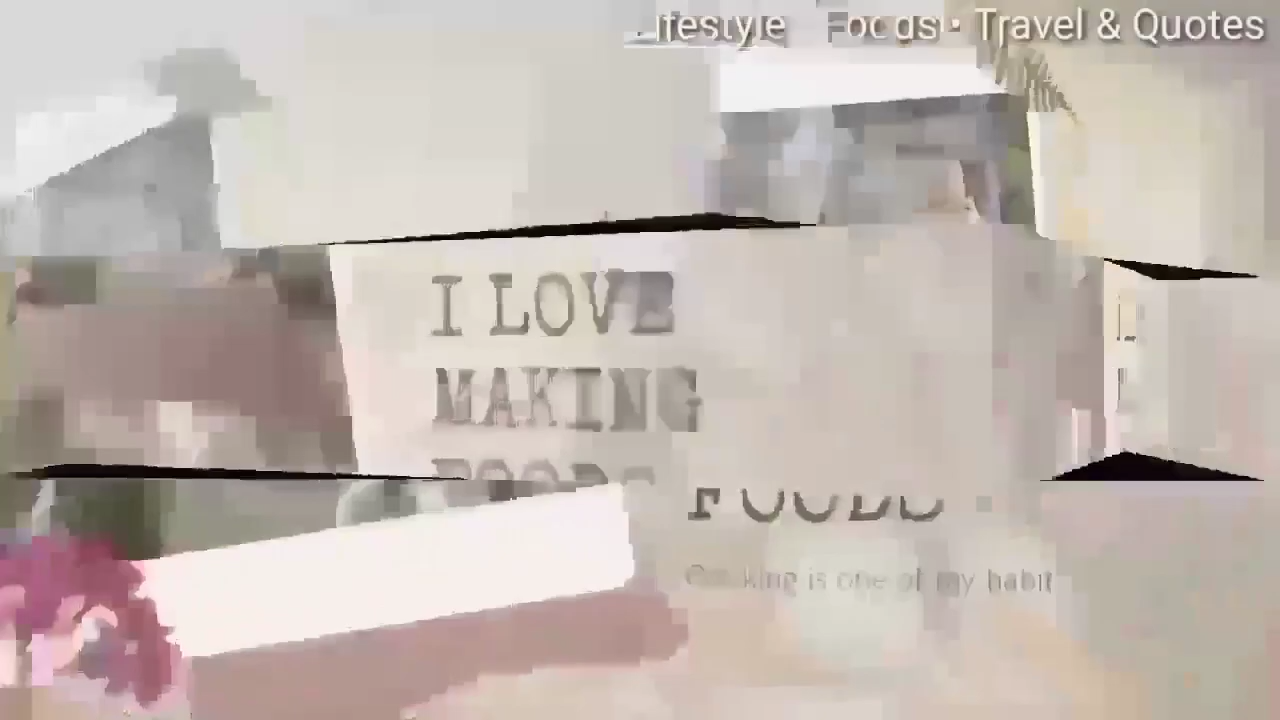 Lifestyle Foods • Travel & Quotes
I LOVE
MAKING
FOODS
Cooking is one of my habit